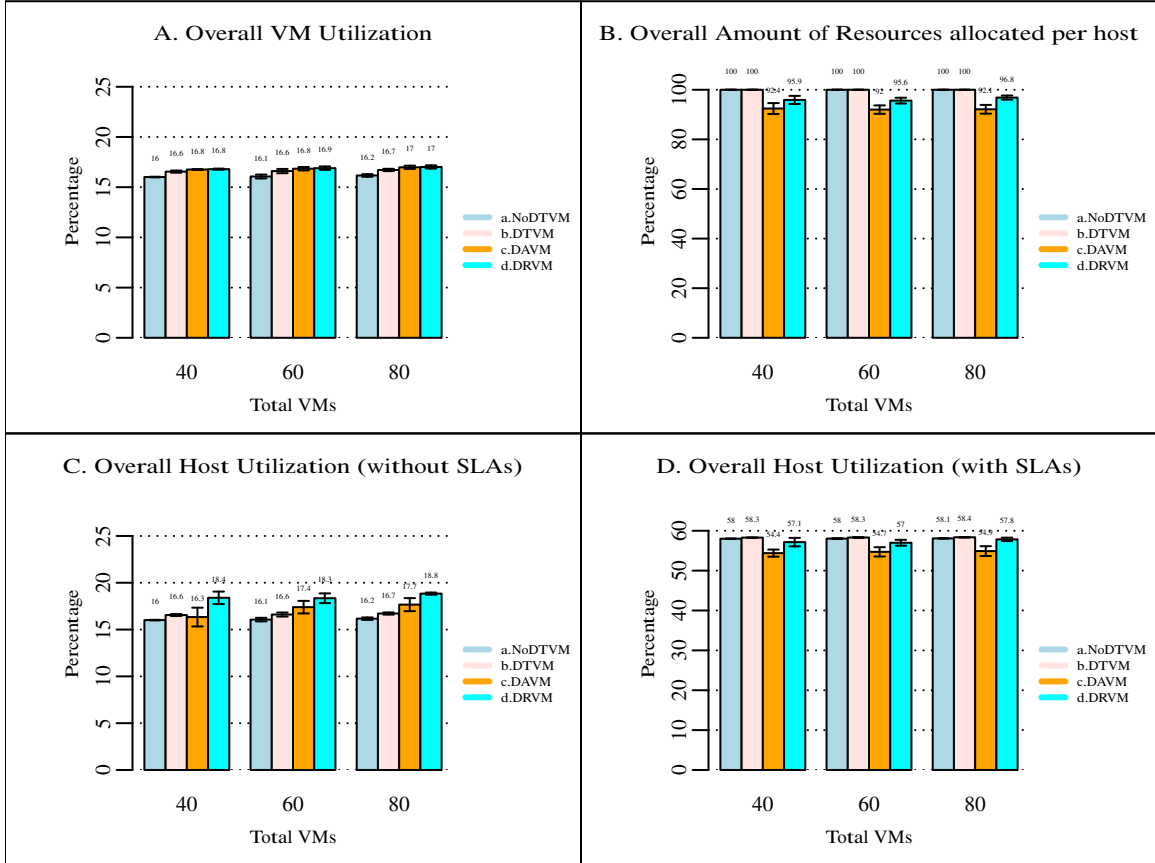 A. Overall VM Utilization
Percentage
0 5 10 15 20 25
16 16.6 16.8 16.8
16.1 16.6 16.8 16.9
16.2 16.7 17 17
40 60 80
Total VMs
a.NoDTVM
b.DTVM
c.DAVM
d.DRVM
B. Overall Amount of Resources allocated per host
Percentage
0 20 40 60 80 100
100 100 92.4 95.9
100 100 92 95.6
100 100 92.1 96.8
40 60 80
Total VMs
a.NoDTVM
b.DTVM
c.DAVM
d.DRVM
C. Overall Host Utilization (without SLAs)
Percentage
0 5 10 15 20 25
16 16.6 16.3 18.4
16.1 16.6 17.4 18.3
16.2 16.7 17.7 18.8
40 60 80
Total VMs
a.NoDTVM
b.DTVM
c.DAVM
d.DRVM
D. Overall Host Utilization (with SLAs)
Percentage
0 10 20 30 40 50 60
58 58.3 54.4 57.1
58 58.3 54.7 57
58.1 58.4 54.9 57.8
40 60 80
Total VMs
a.NoDTVM
b.DTVM
c.DAVM
d.DRVM